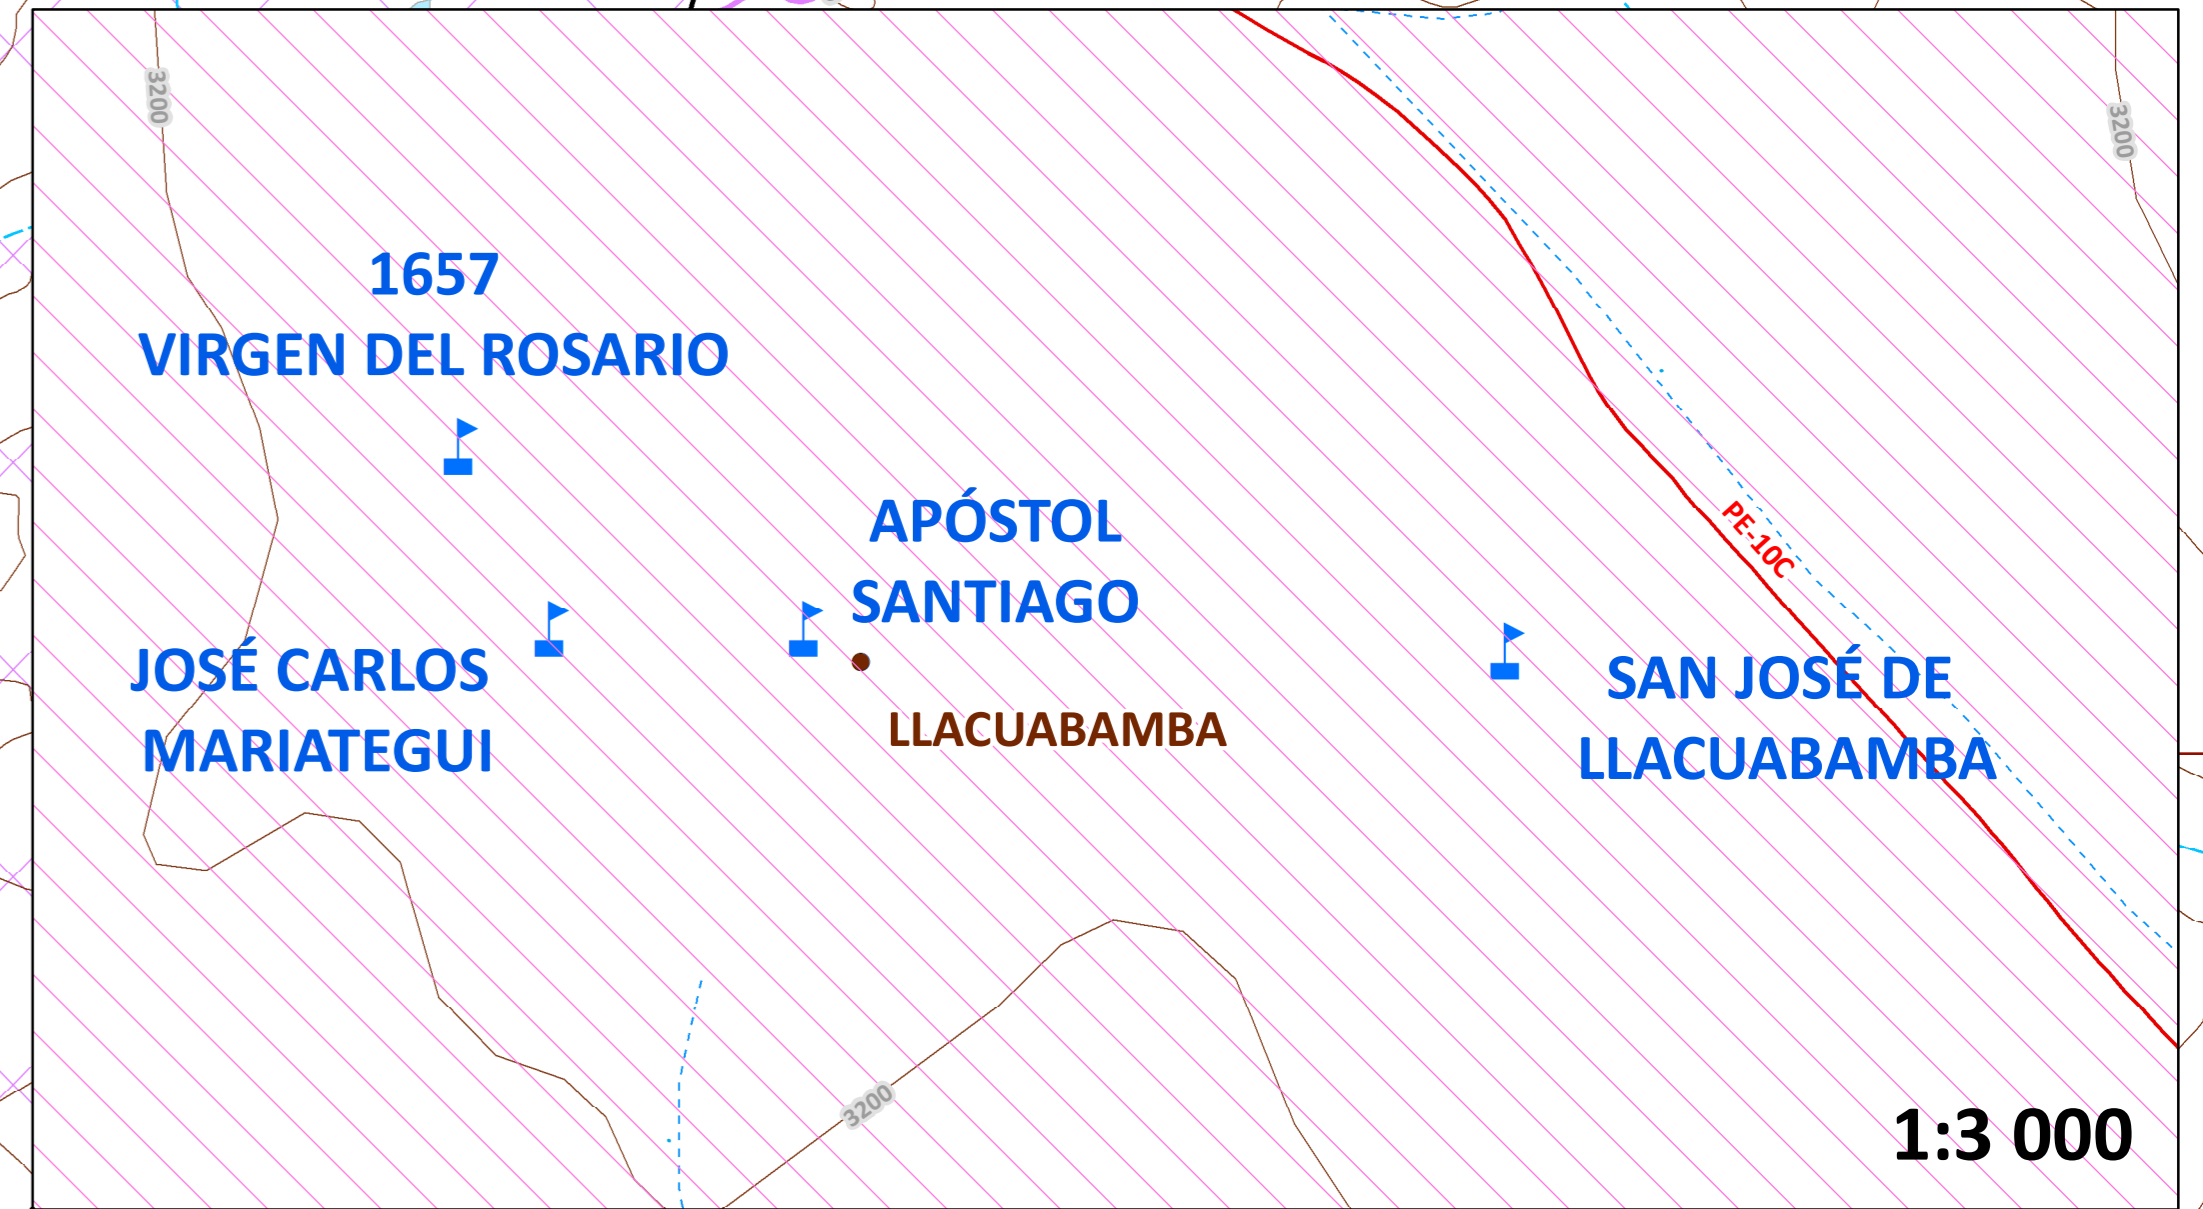 3200
3200
1657
VIRGEN DEL ROSARIO
APÓSTOL
SANTIAGO
PE-10C
JOSÉ CARLOS
MARIATEGUI
SAN JOSÉ DE
LLACUABAMBA
LLACUABAMBA
3200
1:3 000